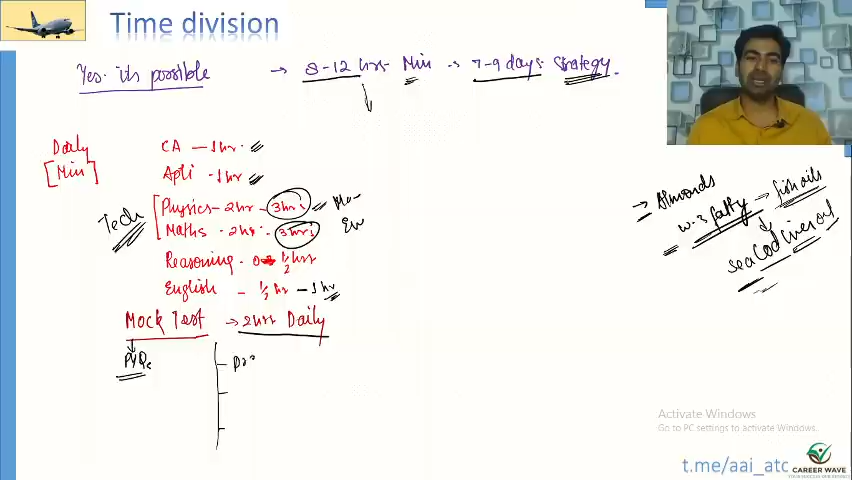 Time division
Yes. its possible → 8-12 hrs. Min → 7-9 days. Strategy.
Daily
[Min]
CA - 1hr.
Apti - 1hr
Tech
Physics - 2hr - 3hrs
Maths - 2hr - 3hrs
Reasoning - 1/2 hr
English - 1/2 hr - 1hr
Mock Test → 2hrs Daily
PYQs
→ Almonds
w-3 fatty → fish oils
sea Cod liver oil
Activate Windows
Go to PC settings to activate Windows.
t.me/aai_atc
CAREER WAVE